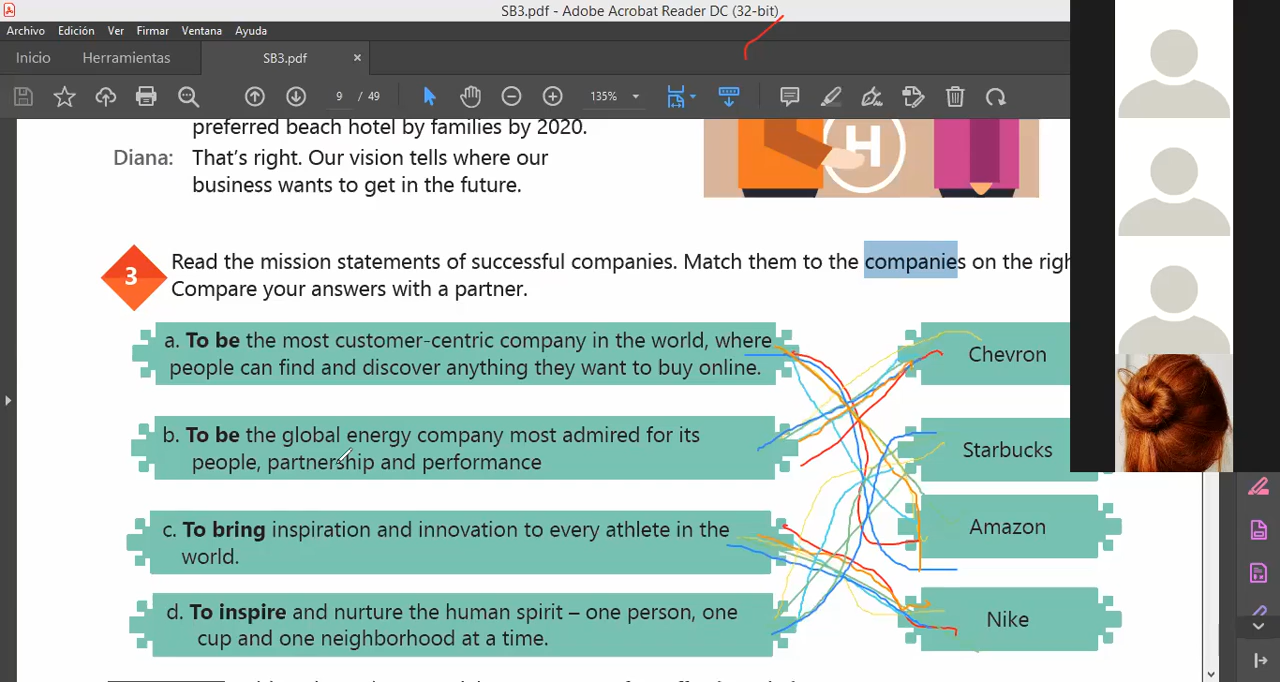 SB3.pdf - Adobe Acrobat Reader DC (32-bit)
Archivo Edición Ver Firmar Ventana Ayuda
Inicio Herramientas SB3.pdf ×
9 / 49 135%
preferred beach hotel by families by 2020.
Diana: That's right. Our vision tells where our
business wants to get in the future.
H
3 Read the mission statements of successful companies. Match them to the companies on the righ
Compare your answers with a partner.
a. To be the most customer-centric company in the world, where
people can find and discover anything they want to buy online.
Chevron
b. To be the global energy company most admired for its
people, partnership and performance
Starbucks
c. To bring inspiration and innovation to every athlete in the
world.
Amazon
d. To inspire and nurture the human spirit – one person, one
cup and one neighborhood at a time.
Nike